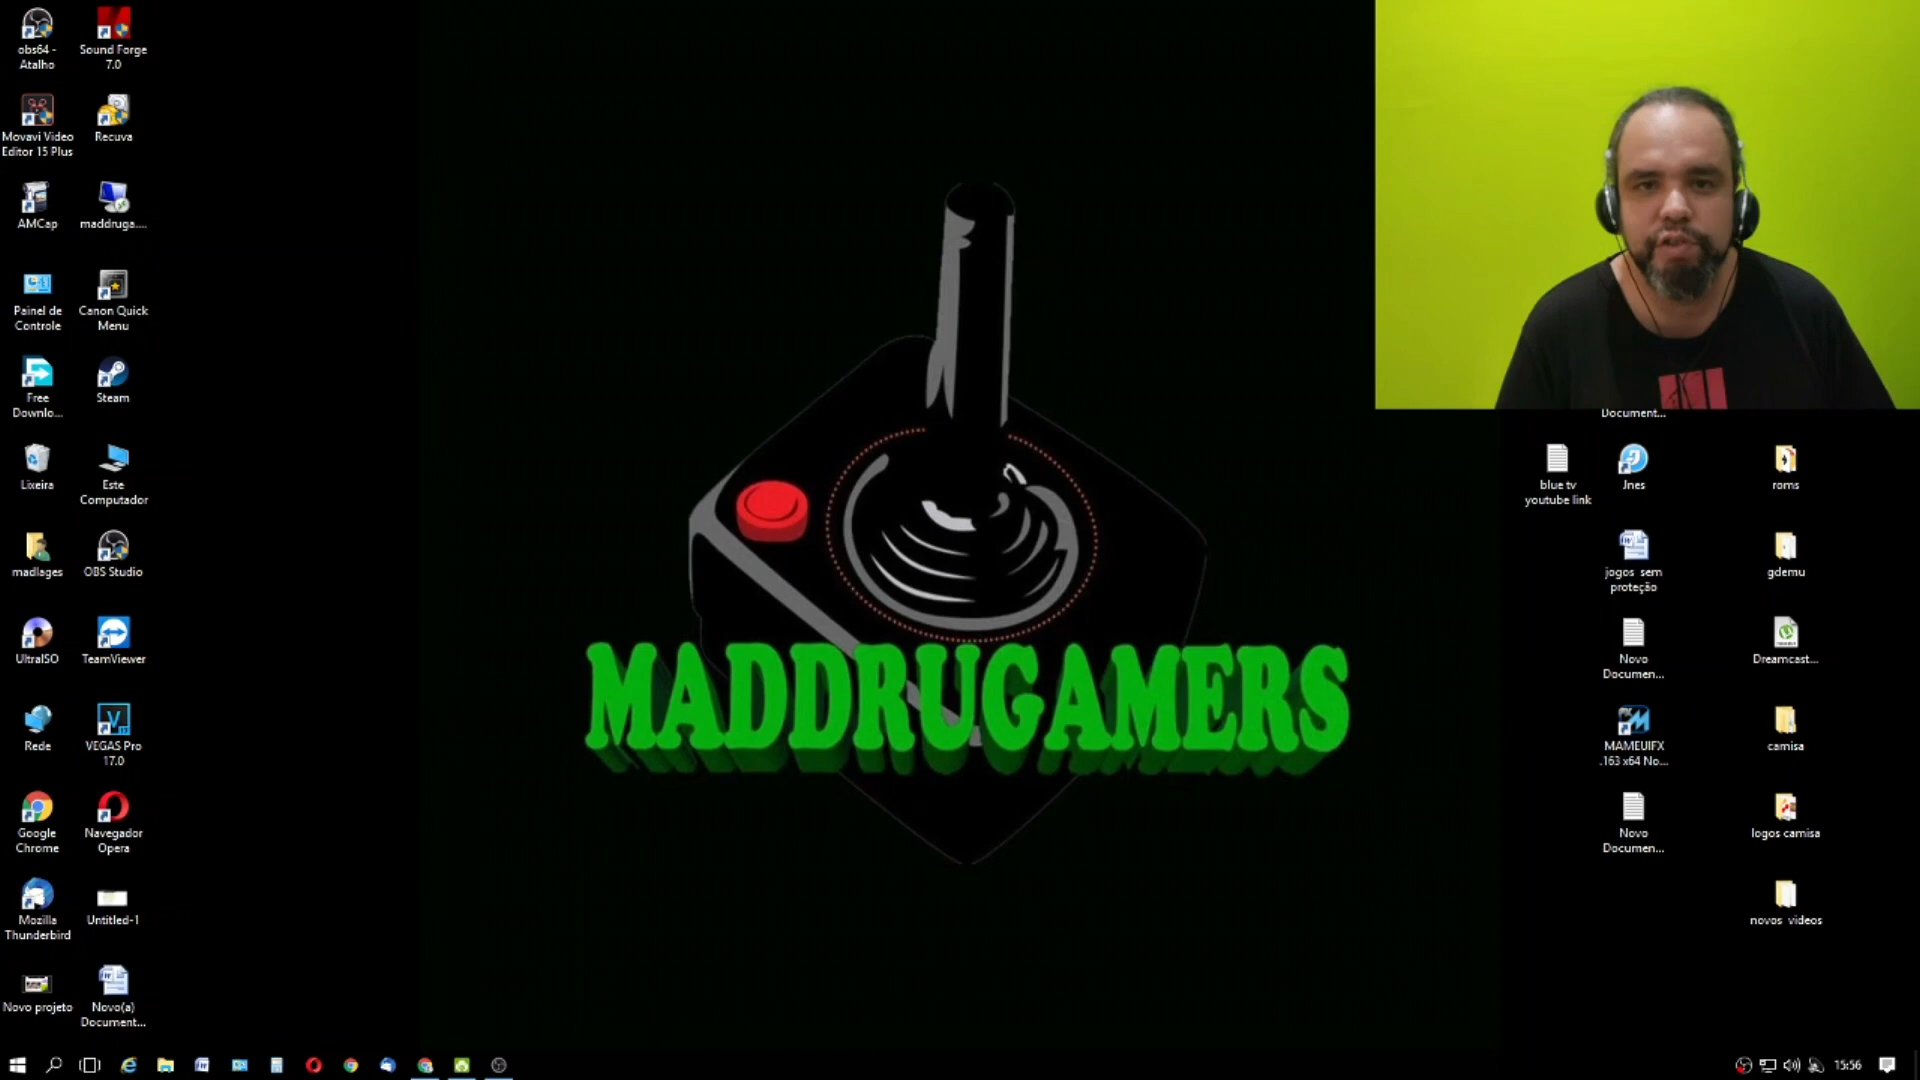 obs64 -
Atalho
Sound Forge
7.0
Movavi Video
Editor 15 Plus
Recuva
AMCap
maddruga....
Painel de
Controle
Canon Quick
Menu
Free
Downlo...
Steam
Lixeira
Este
Computador
madlages
OBS Studio
UltraISO
TeamViewer
Rede
VEGAS Pro
17.0
Google
Chrome
Navegador
Opera
Mozilla
Thunderbird
Untitled-1
Novo projeto
Novo(a)
Document...
MADDRUGAMERS
Document...
blue tv
youtube link
Jnes
roms
jogos sem
proteção
gdemu
Novo
Documen...
Dreamcast...
MAMEUIFX
.163 x64 No...
camisa
Novo
Documen...
logos camisa
novos videos
15:56